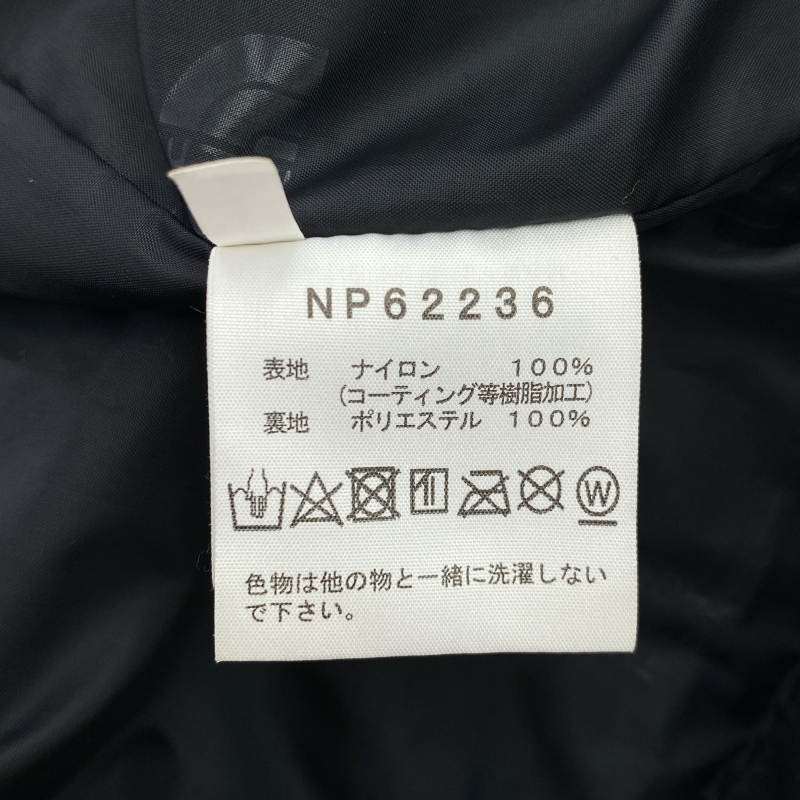 NP62236
表地 ナイロン 100%
(コーティング等樹脂加工)
裏地 ポリエステル 100%
W
色物は他の物と一緒に洗濯しない
で下さい。